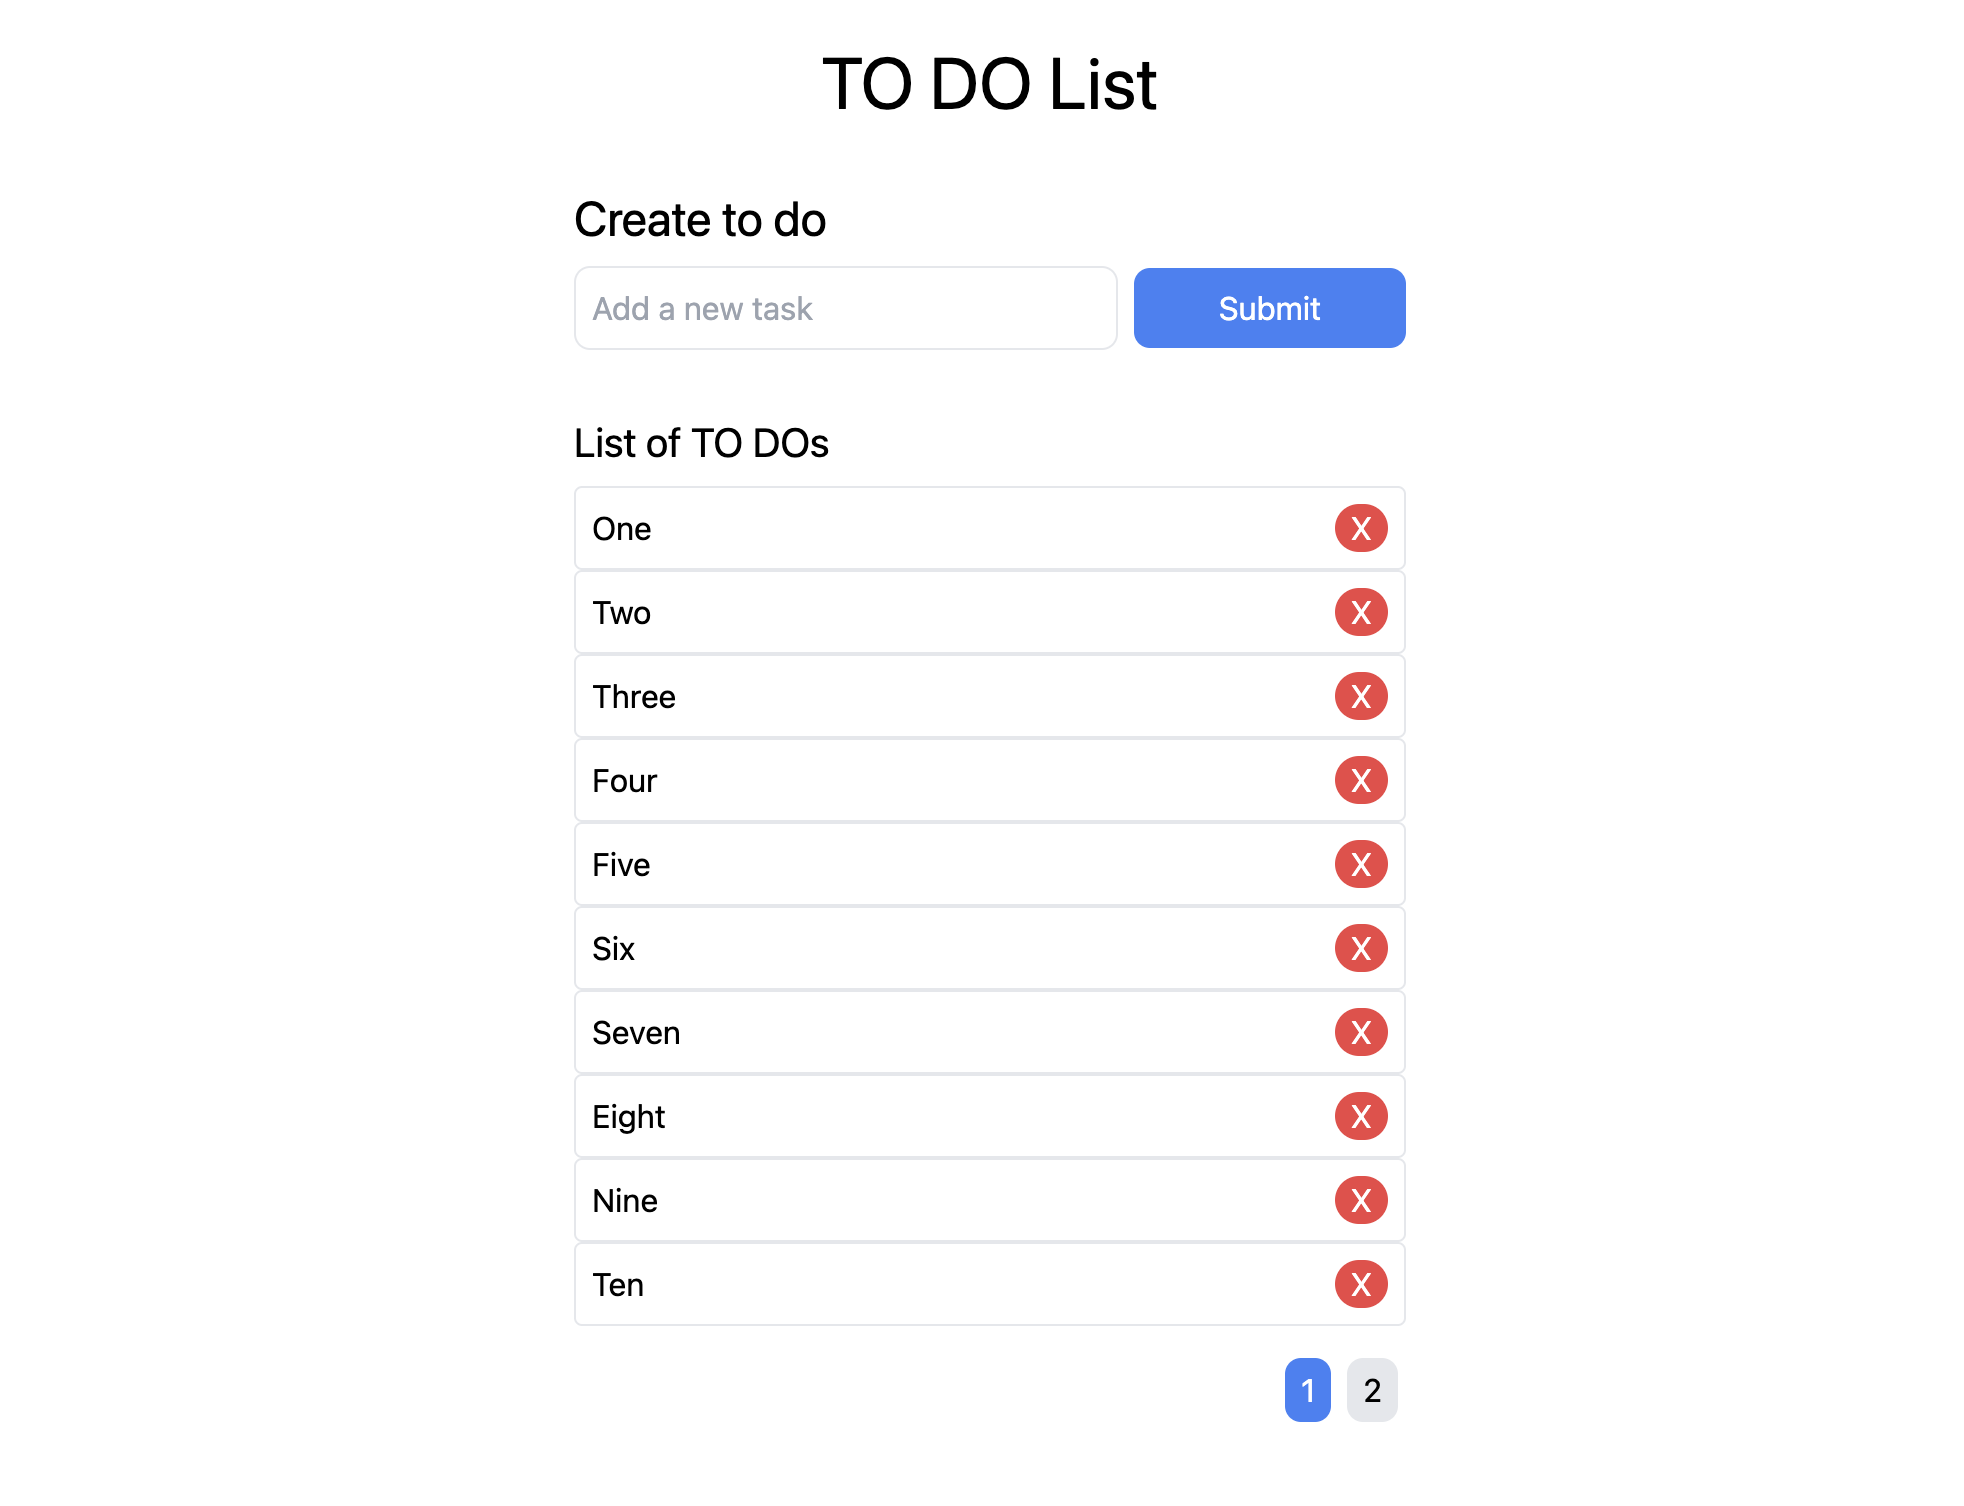 TO DO List
Create to do
Add a new task Submit
List of TO DOs
One X
Two X
Three X
Four X
Five X
Six X
Seven X
Eight X
Nine X
Ten X
1 2